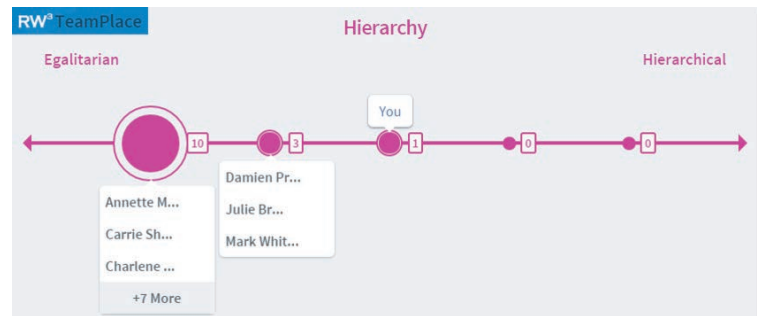 RW³ TeamPlace
Hierarchy
Egalitarian
Hierarchical
You
10
3
1
0
0
Annette M...
Carrie Sh...
Charlene ...
+7 More
Damien Pr...
Julie Br...
Mark Whit...